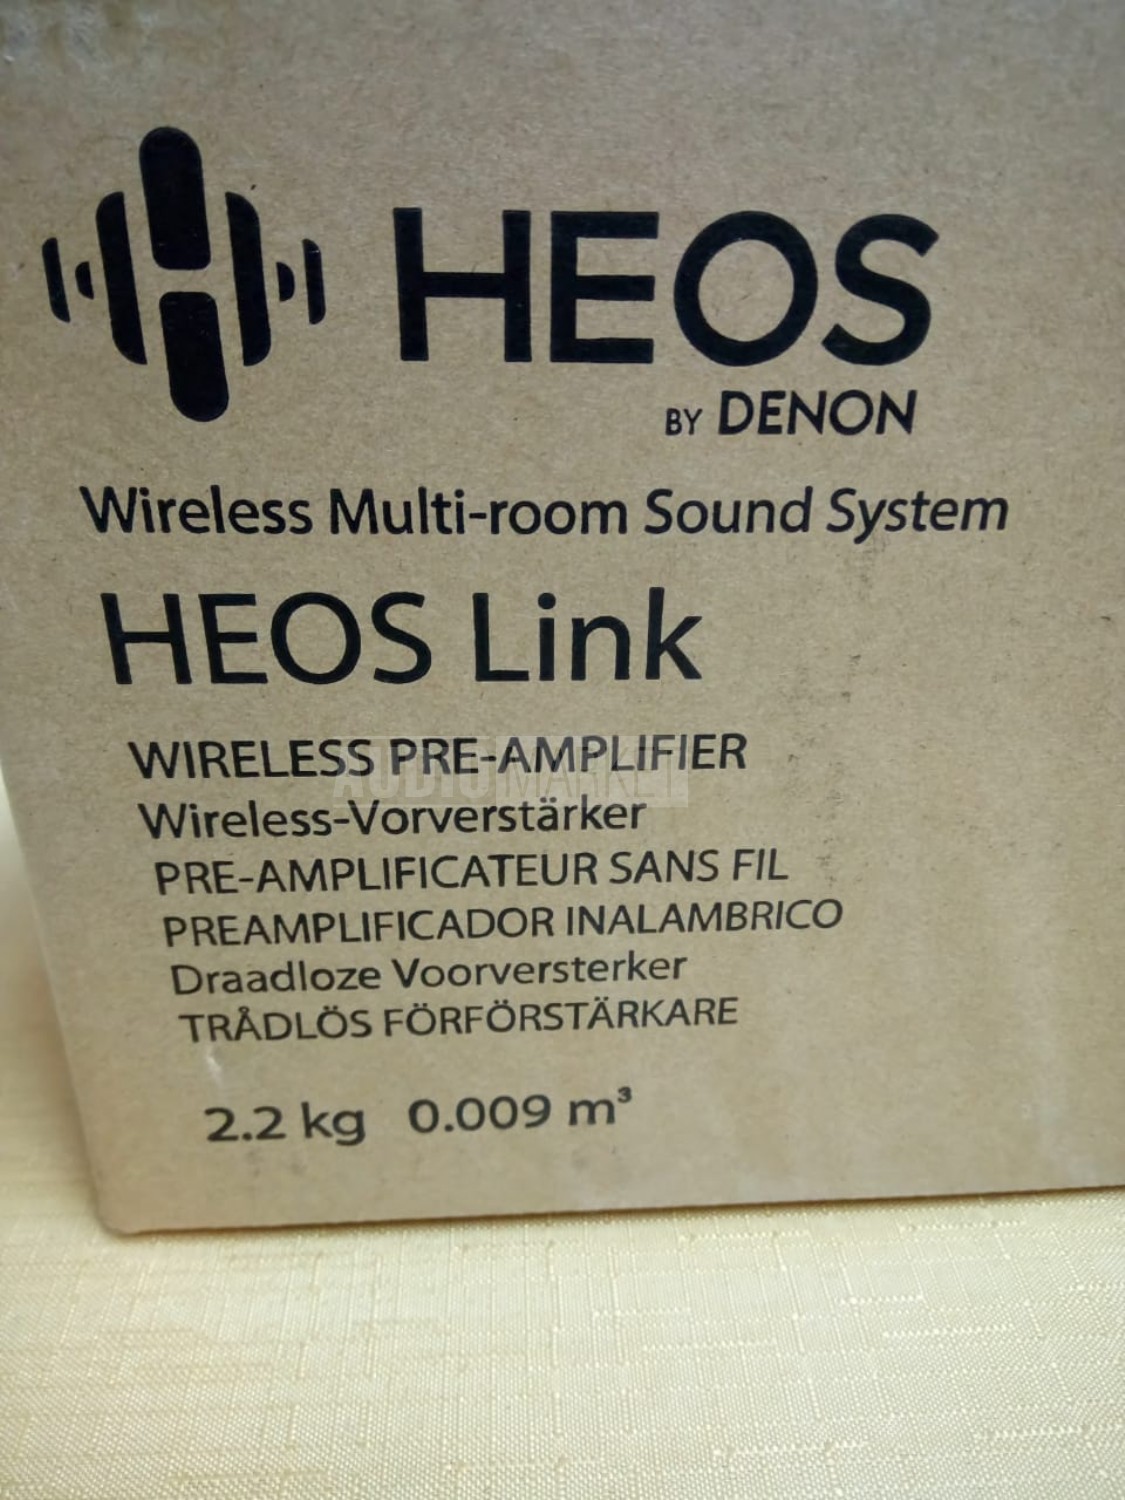 HEOS
BY DENON
Wireless Multi-room Sound System
HEOS Link
WIRELESS PRE-AMPLIFIER
AUDIOMARKET
Wireless-Vorverstärker
PRE-AMPLIFICATEUR SANS FIL
PREAMPLIFICADOR INALAMBRICO
Draadloze Voorversterker
TRÅDLÖS FÖRFÖRSTÄRKARE
2.2 kg 0.009 m³